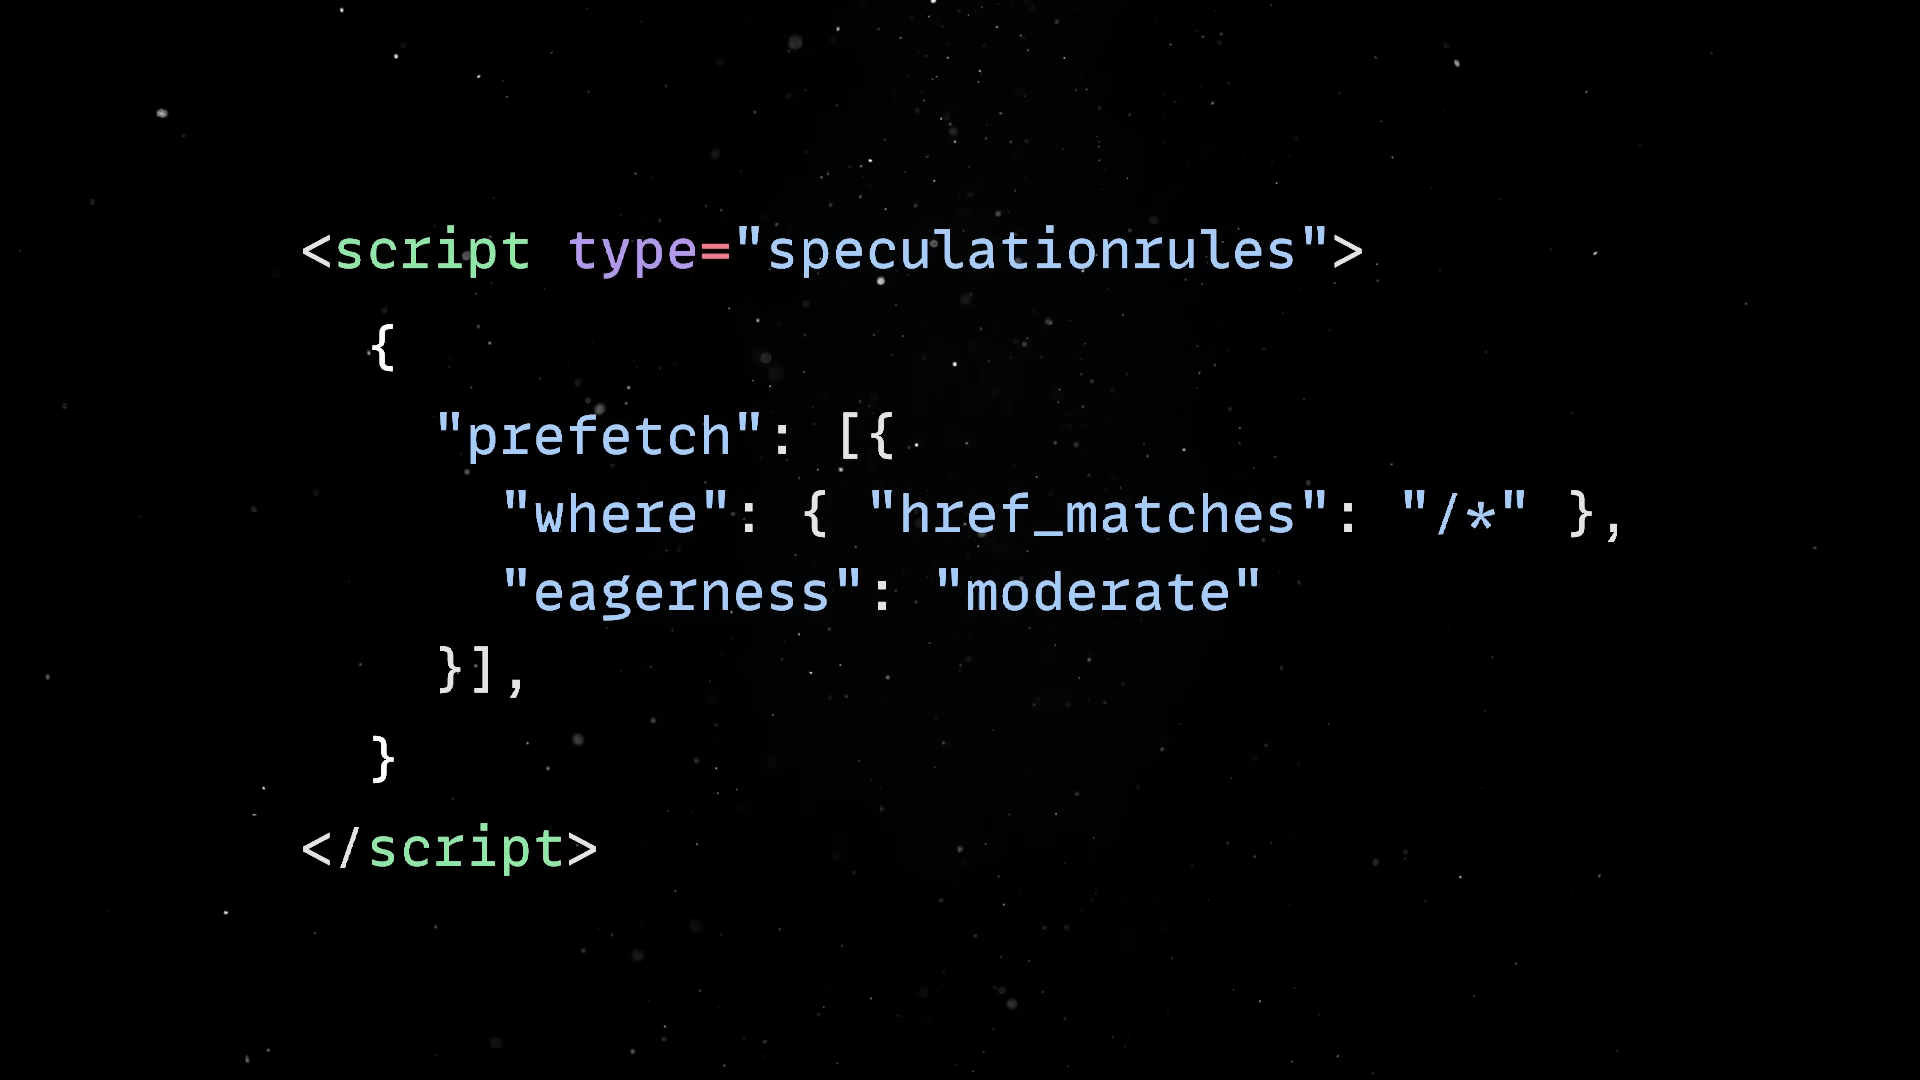 <script type="speculationrules">
{
"prefetch": [{
"where": { "href_matches": "/*" },
"eagerness": "moderate"
}],
}
</script>